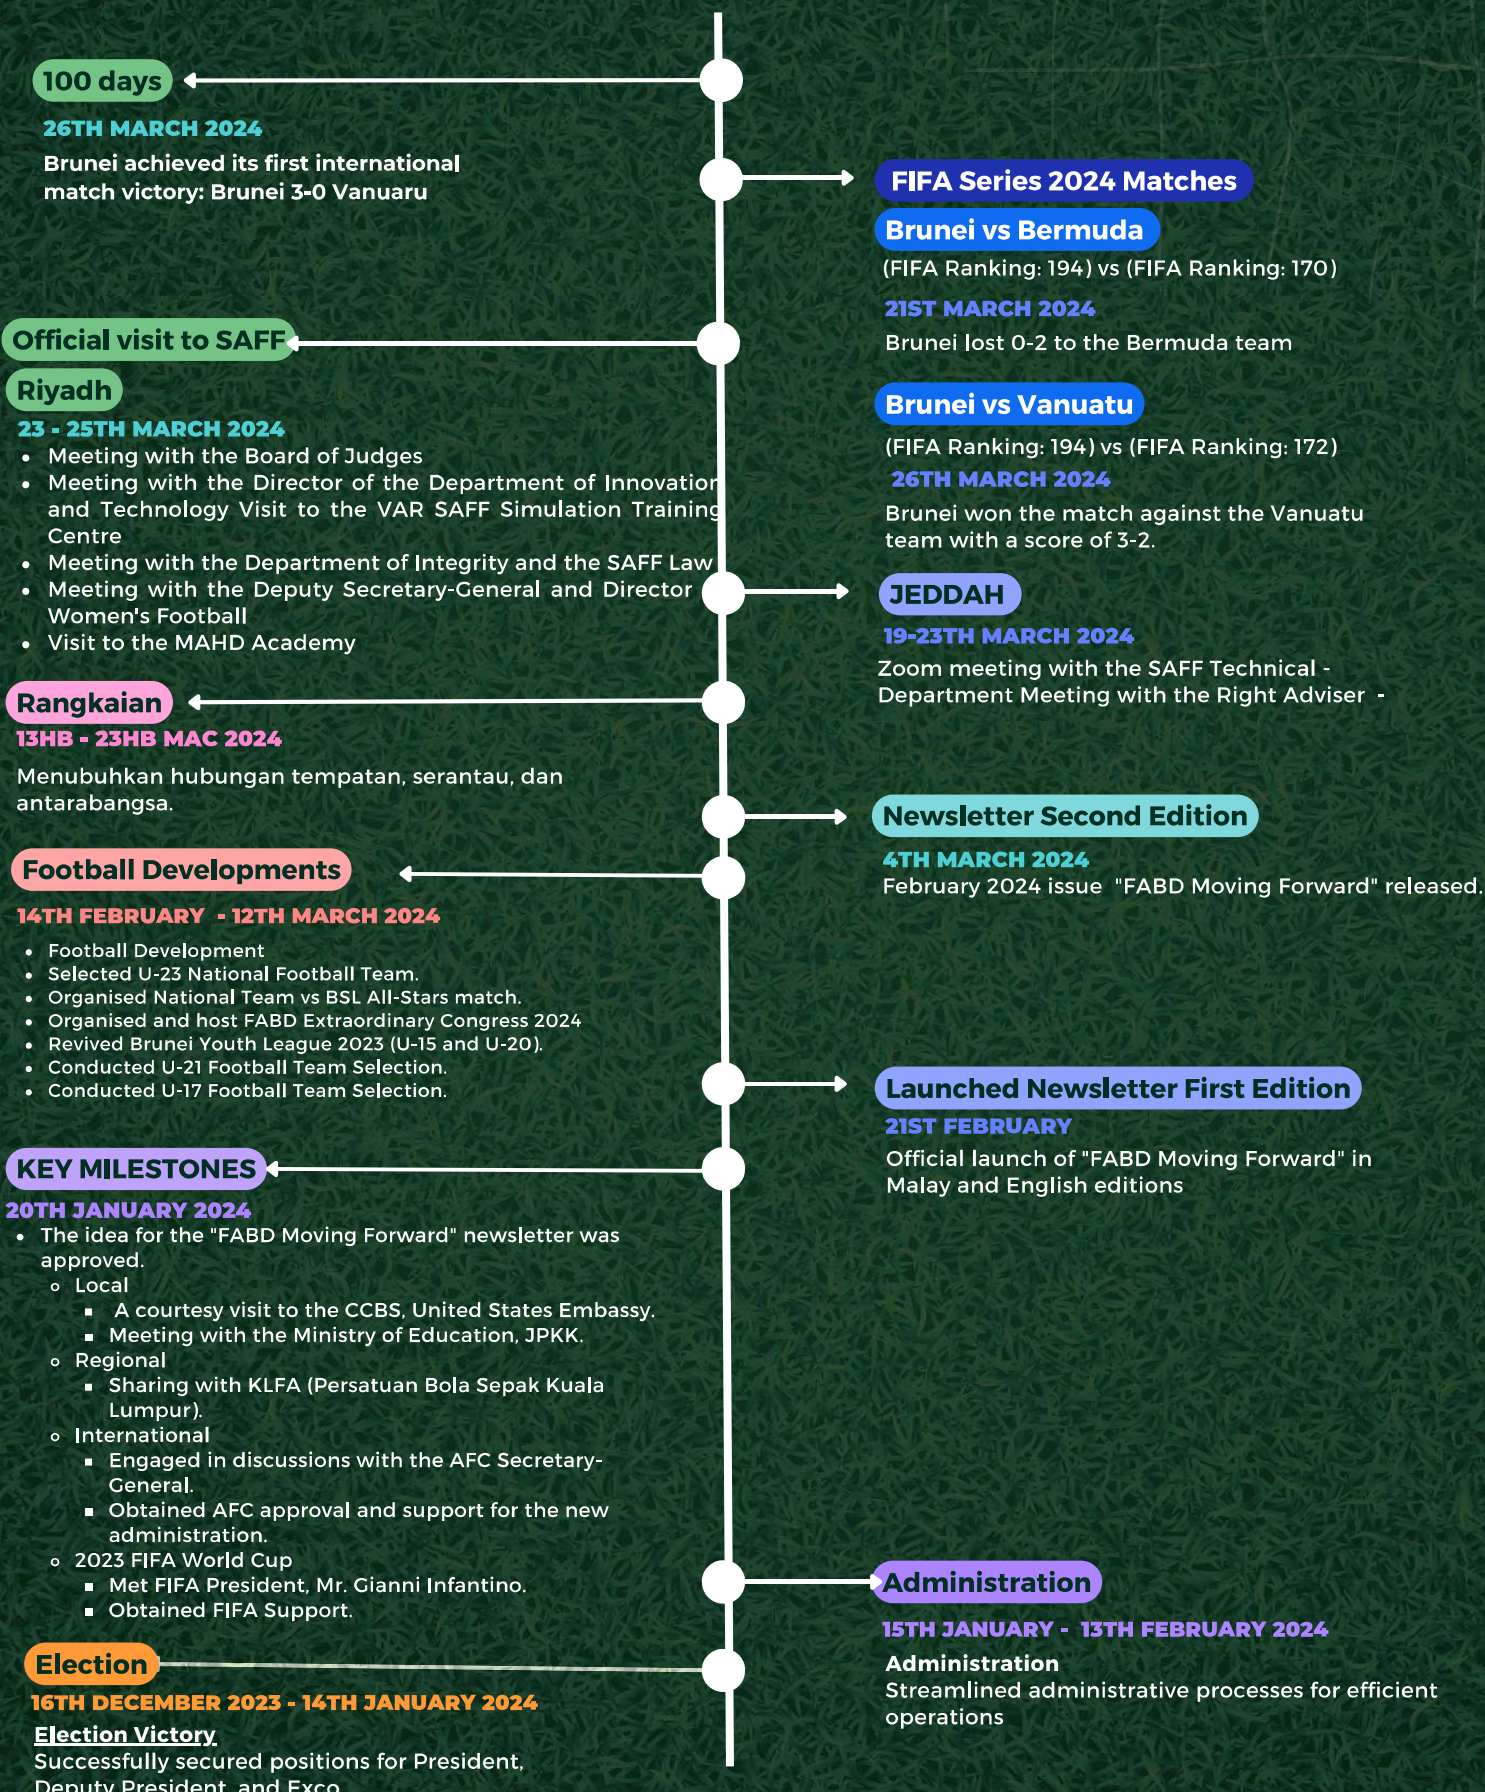 100 days
26TH MARCH 2024
Brunei achieved its first international
match victory: Brunei 3-0 Vanuaru
FIFA Series 2024 Matches
Brunei vs Bermuda
(FIFA Ranking: 194) vs (FIFA Ranking: 170)
21ST MARCH 2024
Brunei lost 0-2 to the Bermuda team
Brunei vs Vanuatu
(FIFA Ranking: 194) vs (FIFA Ranking: 172)
26TH MARCH 2024
Brunei won the match against the Vanuatu
team with a score of 3-2.
Official visit to SAFF
Riyadh
23 - 25TH MARCH 2024
• Meeting with the Board of Judges
• Meeting with the Director of the Department of Innovation
and Technology Visit to the VAR SAFF Simulation Training
Centre
• Meeting with the Department of Integrity and the SAFF Law
• Meeting with the Deputy Secretary-General and Director
Women's Football
• Visit to the MAHD Academy
JEDDAH
19-23TH MARCH 2024
Zoom meeting with the SAFF Technical -
Department Meeting with the Right Adviser -
Rangkaian
13HB - 23HB MAC 2024
Menubuhkan hubungan tempatan, serantau, dan
antarabangsa.
Newsletter Second Edition
4TH MARCH 2024
February 2024 issue "FABD Moving Forward" released.
Football Developments
14TH FEBRUARY - 12TH MARCH 2024
• Football Development
• Selected U-23 National Football Team.
• Organised National Team vs BSL All-Stars match.
• Organised and host FABD Extraordinary Congress 2024
• Revived Brunei Youth League 2023 (U-15 and U-20).
• Conducted U-21 Football Team Selection.
• Conducted U-17 Football Team Selection.
Launched Newsletter First Edition
21ST FEBRUARY
Official launch of "FABD Moving Forward" in
Malay and English editions
KEY MILESTONES
20TH JANUARY 2024
• The idea for the "FABD Moving Forward" newsletter was
approved.
◦ Local
▪ A courtesy visit to the CCBS, United States Embassy.
▪ Meeting with the Ministry of Education, JPKK.
◦ Regional
▪ Sharing with KLFA (Persatuan Bola Sepak Kuala
Lumpur).
◦ International
▪ Engaged in discussions with the AFC Secretary-
General.
▪ Obtained AFC approval and support for the new
administration.
◦ 2023 FIFA World Cup
▪ Met FIFA President, Mr. Gianni Infantino.
▪ Obtained FIFA Support.
Administration
15TH JANUARY - 13TH FEBRUARY 2024
Administration
Streamlined administrative processes for efficient
operations
Election
16TH DECEMBER 2023 - 14TH JANUARY 2024
Election Victory
Successfully secured positions for President,
Deputy President, and Exco